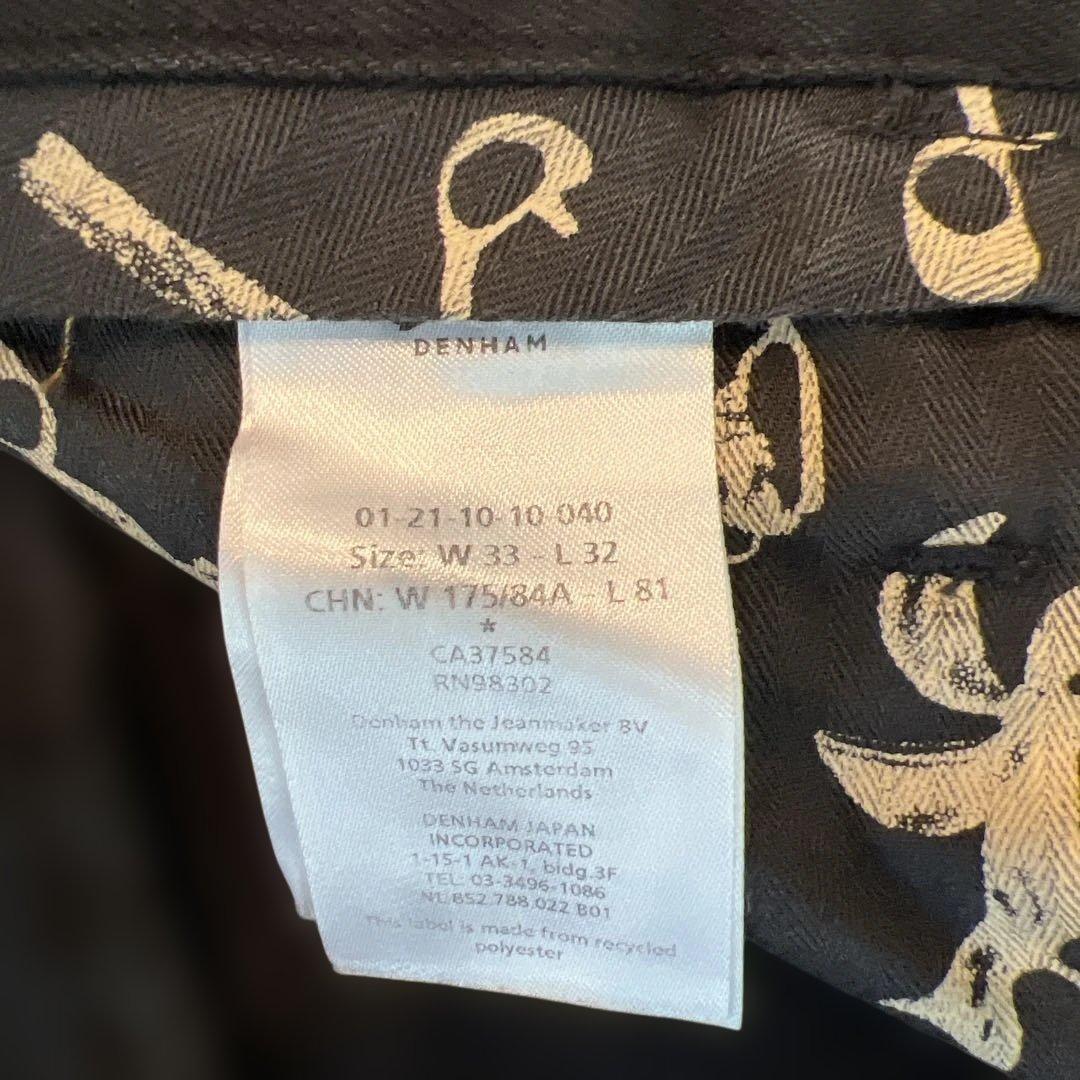 DENHAM
01-21-10-10-040
Size: W 33 - L 32
CHN: W 175/84A - L 81
*
CA37584
RN98302
Denham the Jeanmaker BV
Tt. Vasumweg 95
1033 SG Amsterdam
The Netherlands
DENHAM JAPAN
INCORPORATED
1-15-1 AK-1, bldg.3F
TEL: 03-3496-1086
NL 852.788.022 B01
This label is made from recycled
polyester